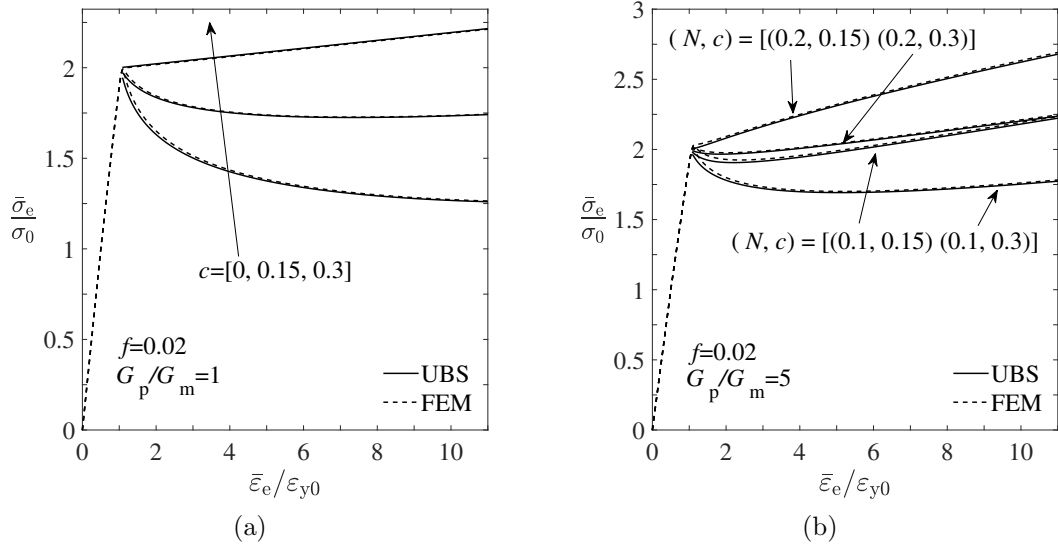 2
1.5
1
0.5
0
σ̄e/σ0
c=[0, 0.15, 0.3]
f=0.02
Gp/Gm=1
UBS
FEM
0 2 4 6 8 10
ε̄e/εy0
(a)
3
2.5
2
1.5
1
0.5
0
σ̄e/σ0
(N, c) = [(0.2, 0.15) (0.2, 0.3)]
(N, c) = [(0.1, 0.15) (0.1, 0.3)]
f=0.02
Gp/Gm=5
UBS
FEM
0 2 4 6 8 10
ε̄e/εy0
(b)